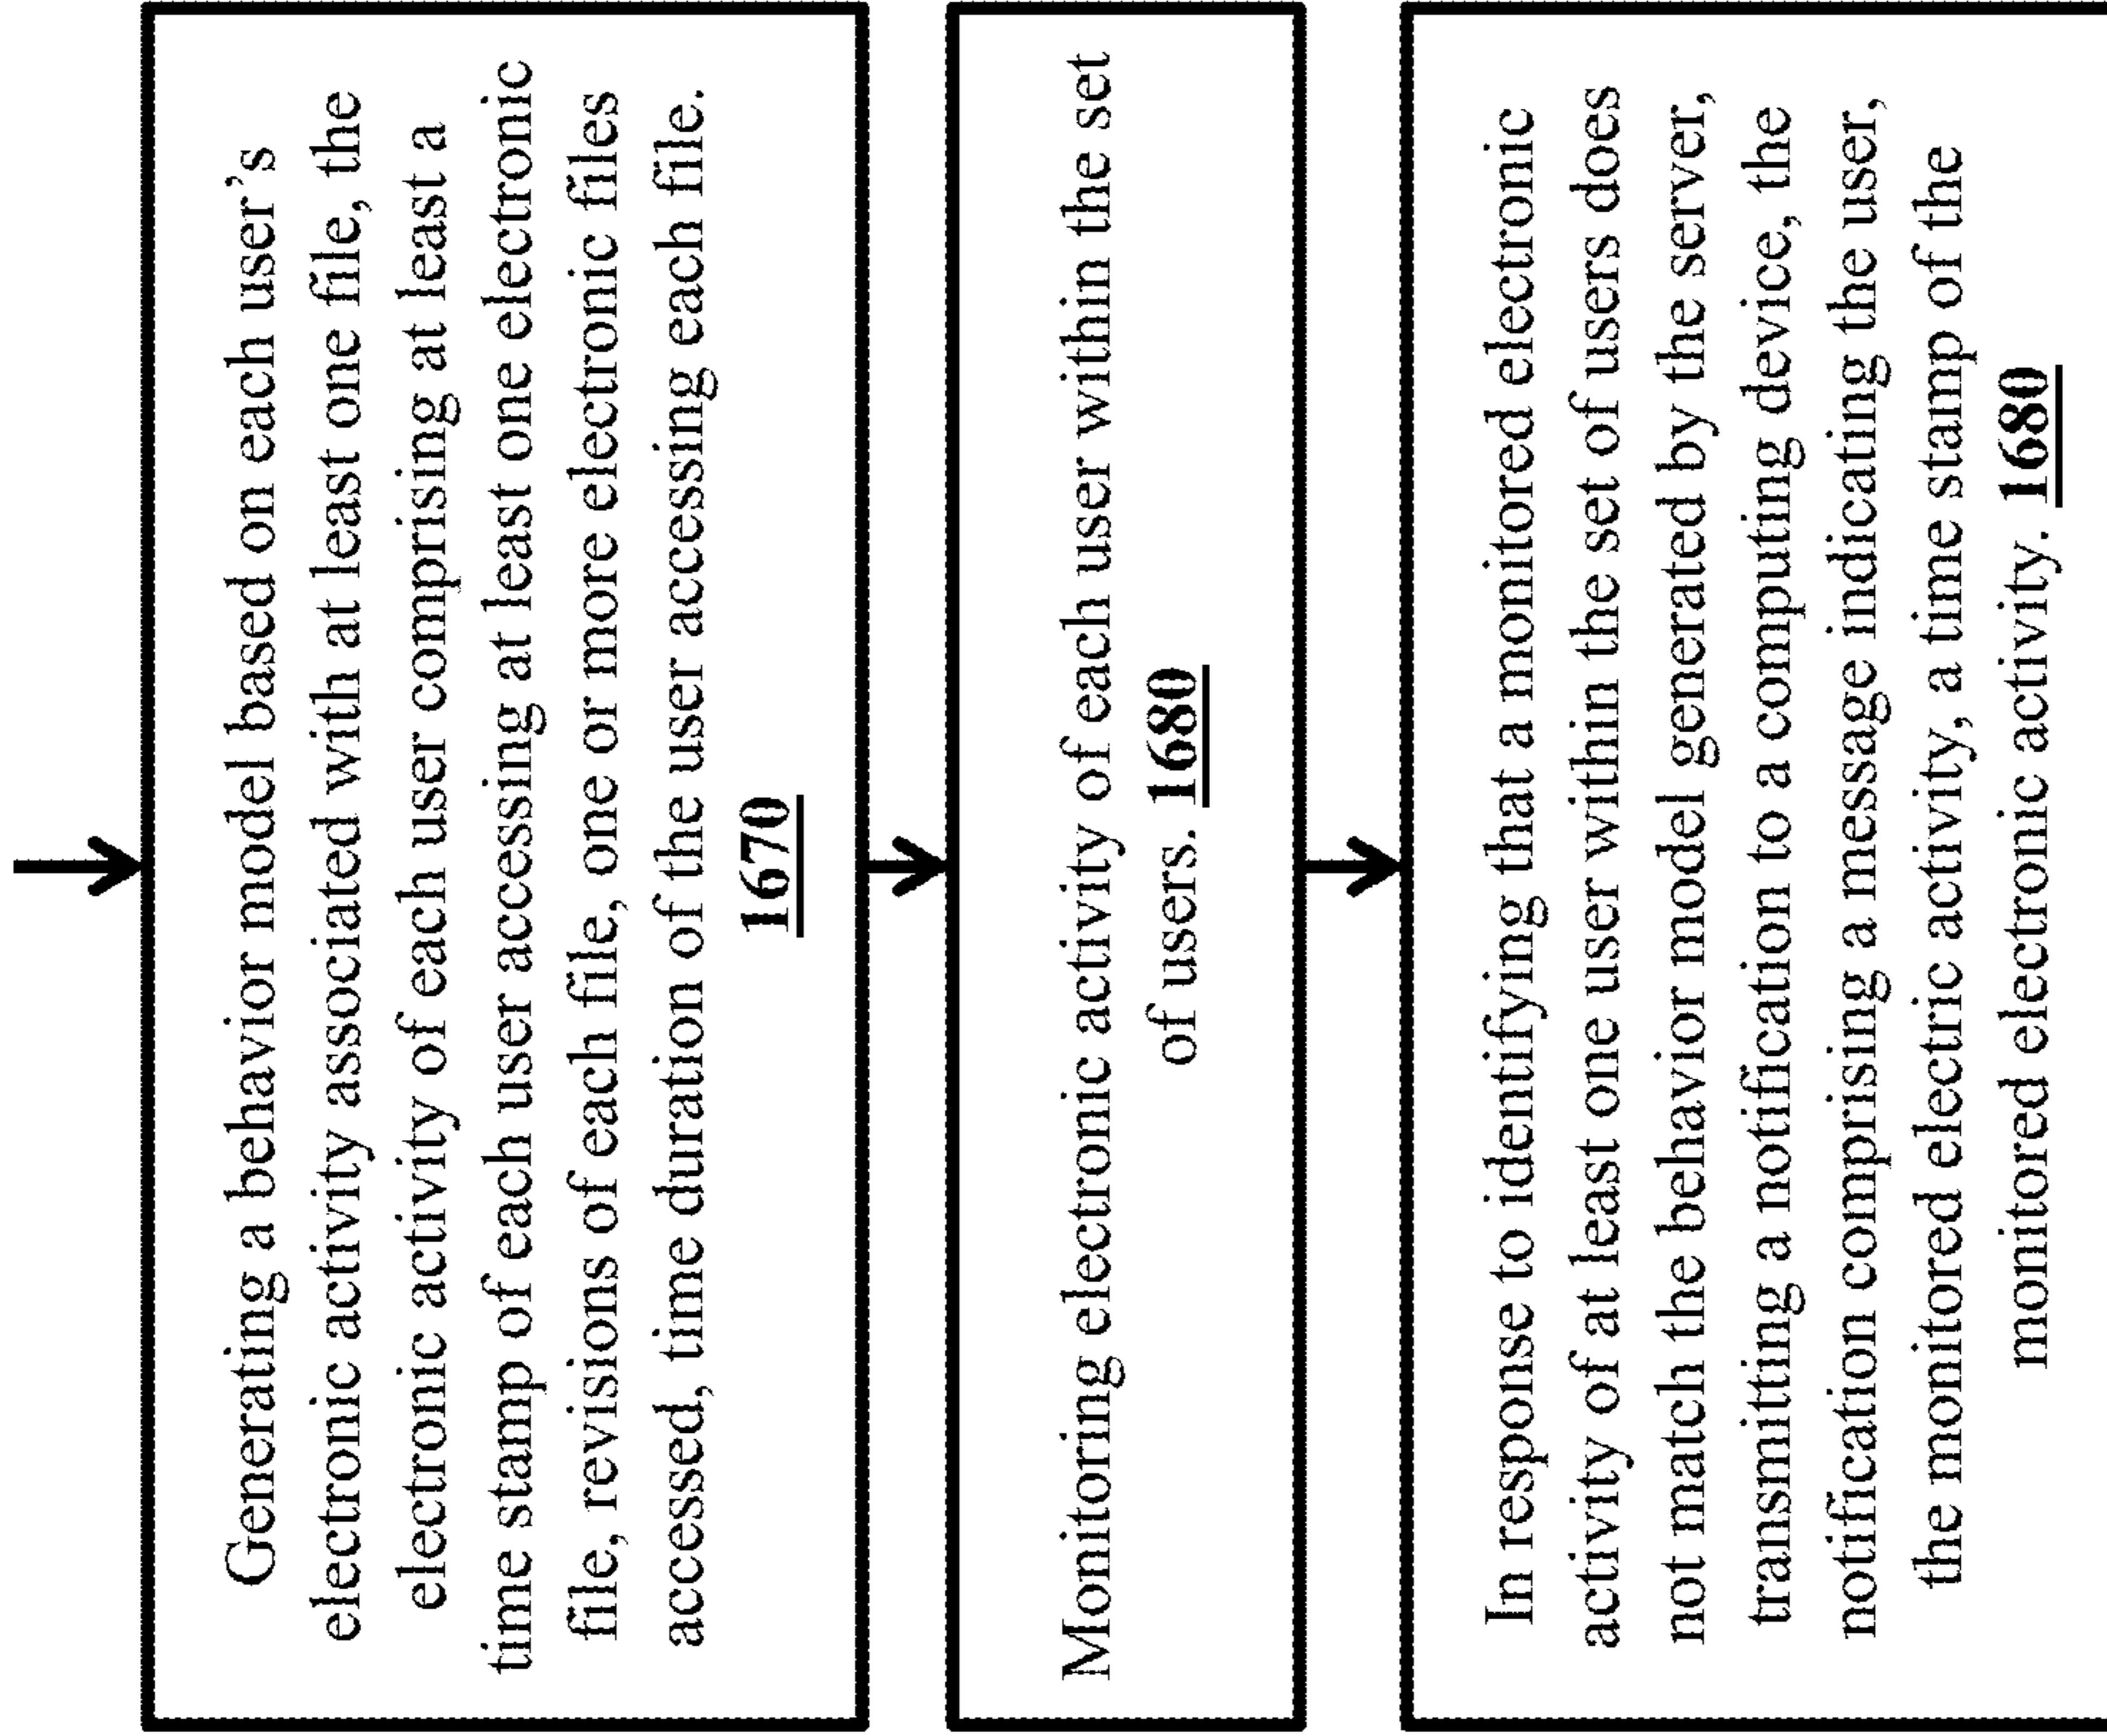 Generating a behavior model based on each user's
electronic activity associated with at least one file, the
electronic activity of each user comprising at least a
time stamp of each user accessing at least one electronic
file, revisions of each file, one or more electronic files
accessed, time duration of the user accessing each file.
1670
Monitoring electronic activity of each user within the set
of users. 1680
In response to identifying that a monitored electronic
activity of at least one user within the set of users does
not match the behavior model generated by the server,
transmitting a notification to a computing device, the
notification comprising a message indicating the user,
the monitored electric activity, a time stamp of the
monitored electronic activity. 1680